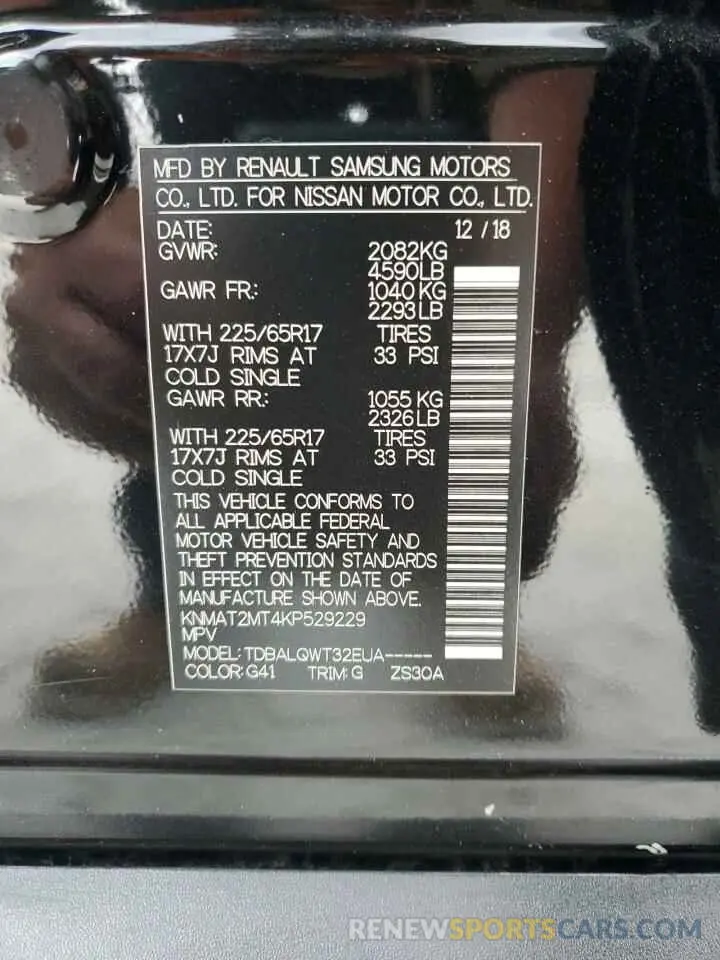 MFD BY RENAULT SAMSUNG MOTORS
CO., LTD. FOR NISSAN MOTOR CO., LTD.
DATE: 12 / 18
GVWR: 2082KG
4590LB
GAWR FR: 1040 KG
2293LB
WITH 225/65R17 TIRES
17X7J RIMS AT 33 PSI
COLD SINGLE
GAWR RR: 1055 KG
2326LB
WITH 225/65R17 TIRES
17X7J RIMS AT 33 PSI
COLD SINGLE
THIS VEHICLE CONFORMS TO
ALL APPLICABLE FEDERAL
MOTOR VEHICLE SAFETY AND
THEFT PREVENTION STANDARDS
IN EFFECT ON THE DATE OF
MANUFACTURE SHOWN ABOVE.
KNMAT2MT4KP529229
MPV
MODEL: TDBALQWT32EUA-----
COLOR: G41 TRIM: G ZS30A
RENEWSPORTSCARS.COM